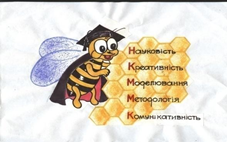 Науковість
Креативність
Моделювання
Методологія
Комунікативність